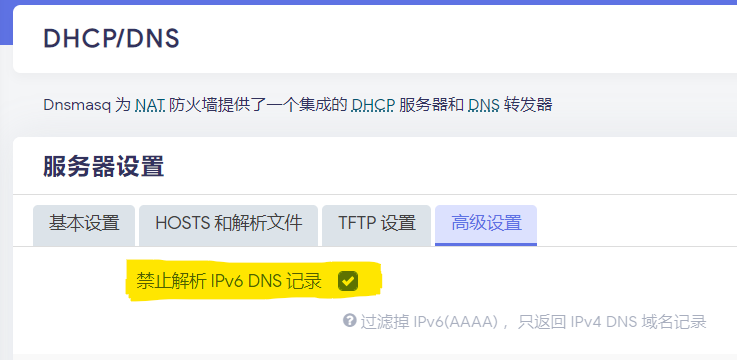 DHCP/DNS
Dnsmasq 为 NAT 防火墙提供了一个集成的 DHCP 服务器和 DNS 转发器
服务器设置
基本设置 HOSTS 和解析文件 TFTP 设置 高级设置
禁止解析 IPv6 DNS 记录
过滤掉 IPv6(AAAA) ，只返回 IPv4 DNS 域名记录